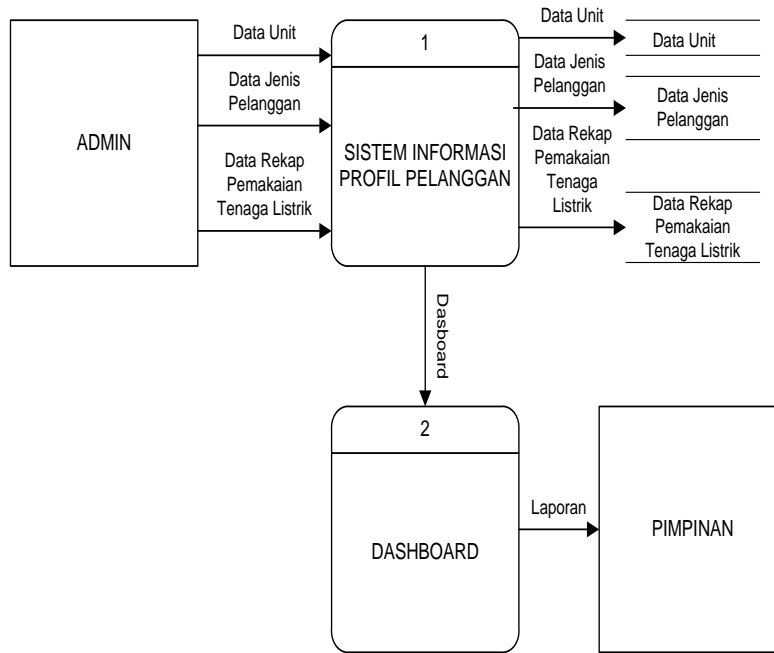 Data Unit
Data Jenis
Pelanggan
Data Rekap
Pemakaian
Tenaga Listrik
ADMIN
1
SISTEM INFORMASI
PROFIL PELANGGAN
Data Unit
Data Jenis
Pelanggan
Data Rekap
Pemakaian
Tenaga
Listrik
Data Unit
Data Jenis
Pelanggan
Data Rekap
Pemakaian
Tenaga Listrik
Dasboard
2
DASHBOARD
Laporan
PIMPINAN